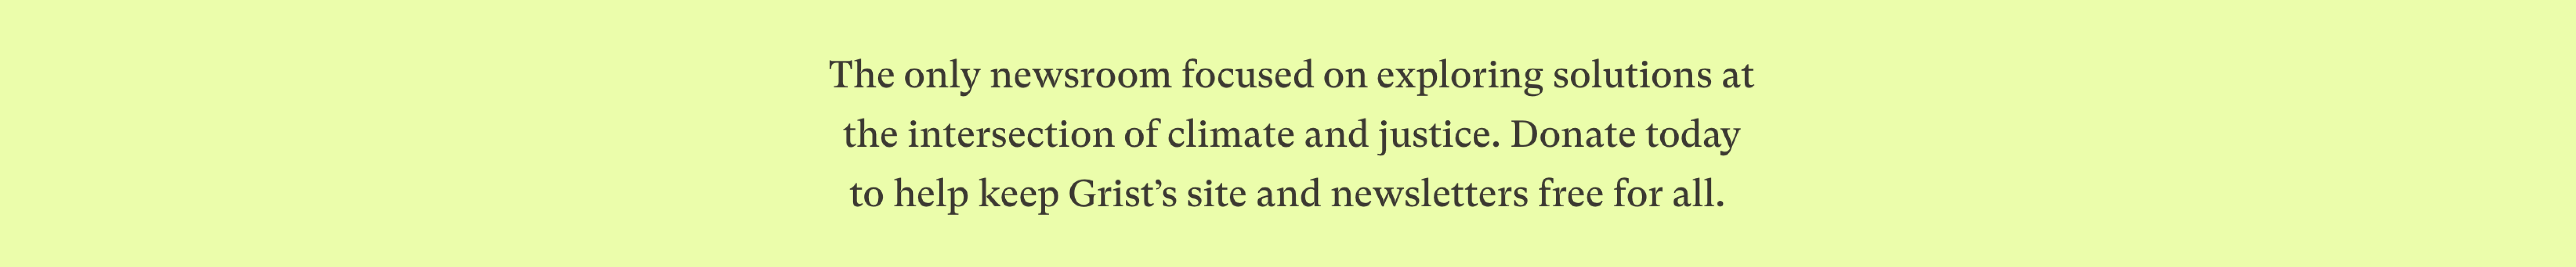 The only newsroom focused on exploring solutions at
the intersection of climate and justice. Donate today
to help keep Grist’s site and newsletters free for all.